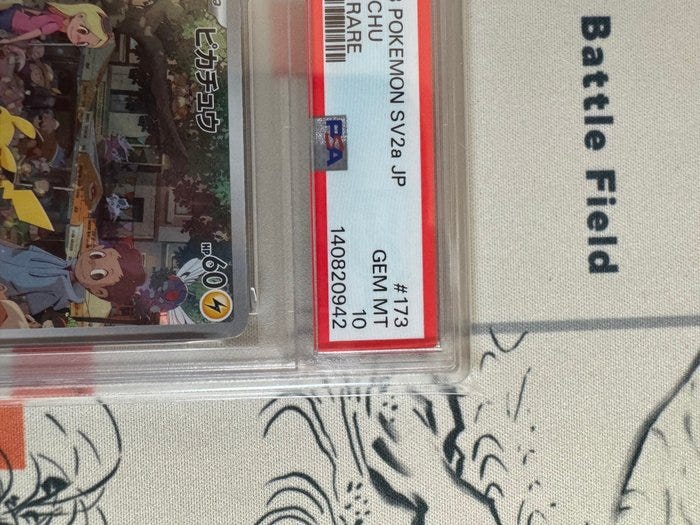 POKEMON SV2a JP
#173
CHU
GEM MT
RARE
10
PSA
140820942
ピカチュウ
HP 60
Battle Field